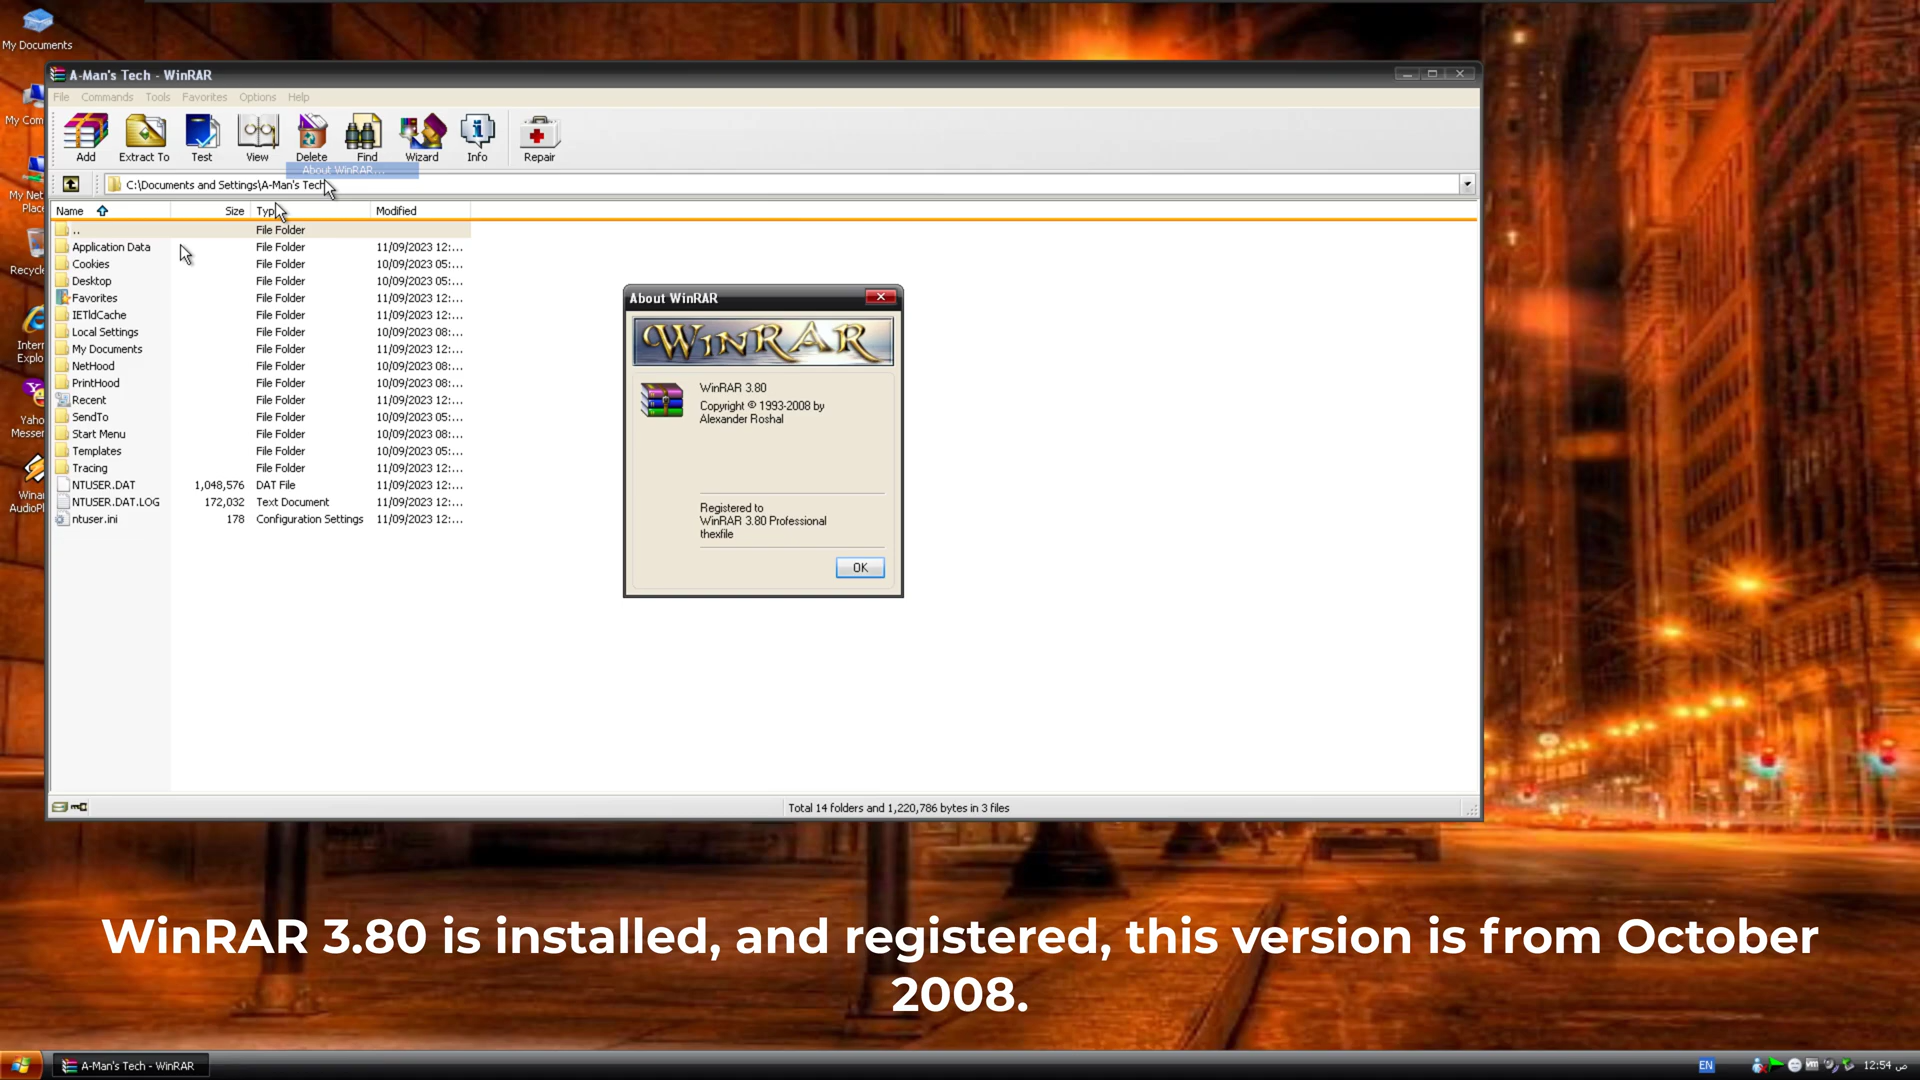 My Documents
A-Man's Tech - WinRAR
File Commands Tools Favorites Options Help
Add Extract To Test View Delete Find Wizard Info Repair
About WinRAR...
C:\Documents and Settings\A-Man's Tech
Name Size Typ Modified
.. File Folder
Application Data File Folder 11/09/2023 12:...
Cookies File Folder 10/09/2023 05:...
Desktop File Folder 10/09/2023 05:...
Favorites File Folder 11/09/2023 12:...
IETldCache File Folder 11/09/2023 12:...
Local Settings File Folder 10/09/2023 08:...
My Documents File Folder 11/09/2023 12:...
NetHood File Folder 10/09/2023 08:...
PrintHood File Folder 10/09/2023 08:...
Recent File Folder 11/09/2023 12:...
SendTo File Folder 10/09/2023 05:...
Start Menu File Folder 10/09/2023 08:...
Templates File Folder 10/09/2023 05:...
Tracing File Folder 11/09/2023 12:...
NTUSER.DAT 1,048,576 DAT File 11/09/2023 12:...
NTUSER.DAT.LOG 172,032 Text Document 11/09/2023 12:...
ntuser.ini 178 Configuration Settings 11/09/2023 12:...
My Com
My Net
Place
Recycle
Intern
Explo
Yaho
Messen
Winar
AudioPl
About WinRAR
WINRAR
WinRAR 3.80
Copyright © 1993-2008 by
Alexander Roshal
Registered to
WinRAR 3.80 Professional
thexfile
OK
Total 14 folders and 1,220,786 bytes in 3 files
WinRAR 3.80 is installed, and registered, this version is from October
2008.
A-Man's Tech - WinRAR
EN
12:54 ص